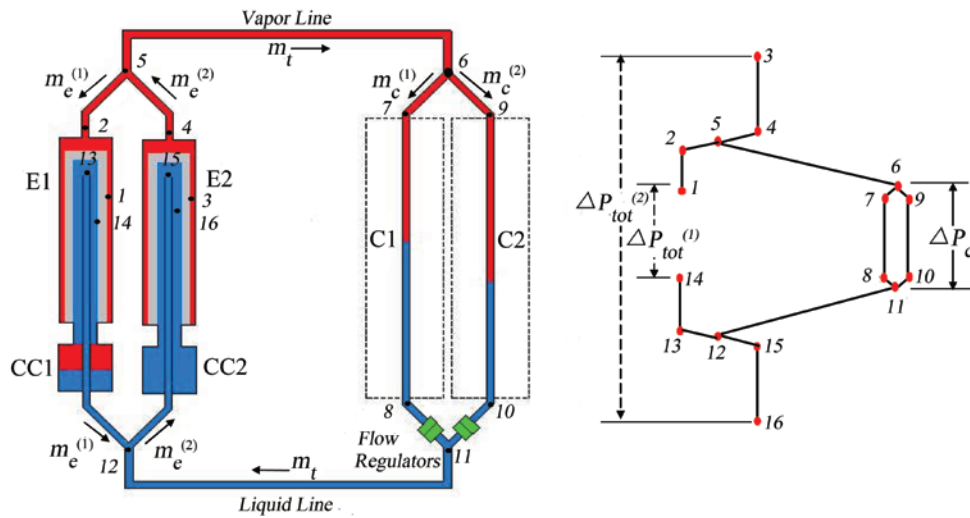 Vapor Line
m_t
5
6
m_e^(1)
m_e^(2)
m_c^(1)
m_c^(2)
7
9
2
4
13
15
E1
E2
1
3
14
16
C1
C2
CC1
CC2
8
10
Flow
Regulators
11
m_e^(1)
m_e^(2)
12
m_t
Liquid Line
3
4
5
2
1
6
7
9
△P_tot^(2)
△P_tot^(1)
△P_c
14
8
10
11
13
12
15
16